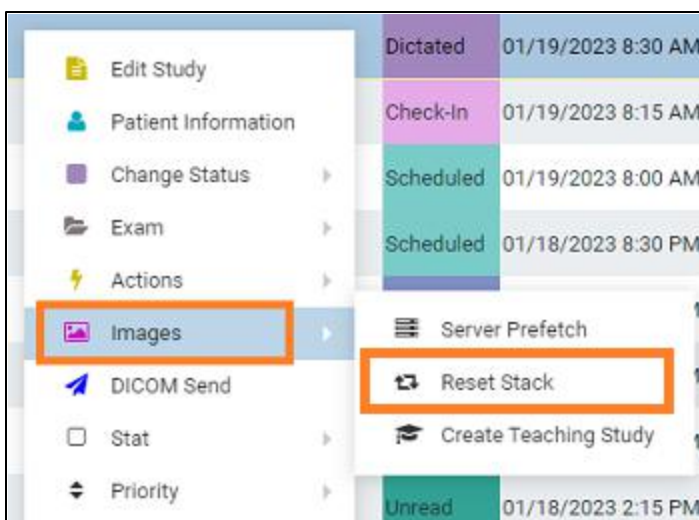 Edit Study
Patient Information
Change Status
Exam
Actions
Images
DICOM Send
Stat
Priority
Server Prefetch
Reset Stack
Create Teaching Study
Dictated 01/19/2023 8:30 AM
Check-In 01/19/2023 8:15 AM
Scheduled 01/19/2023 8:00 AM
Scheduled 01/18/2023 8:30 PM
Unread 01/18/2023 2:15 PM